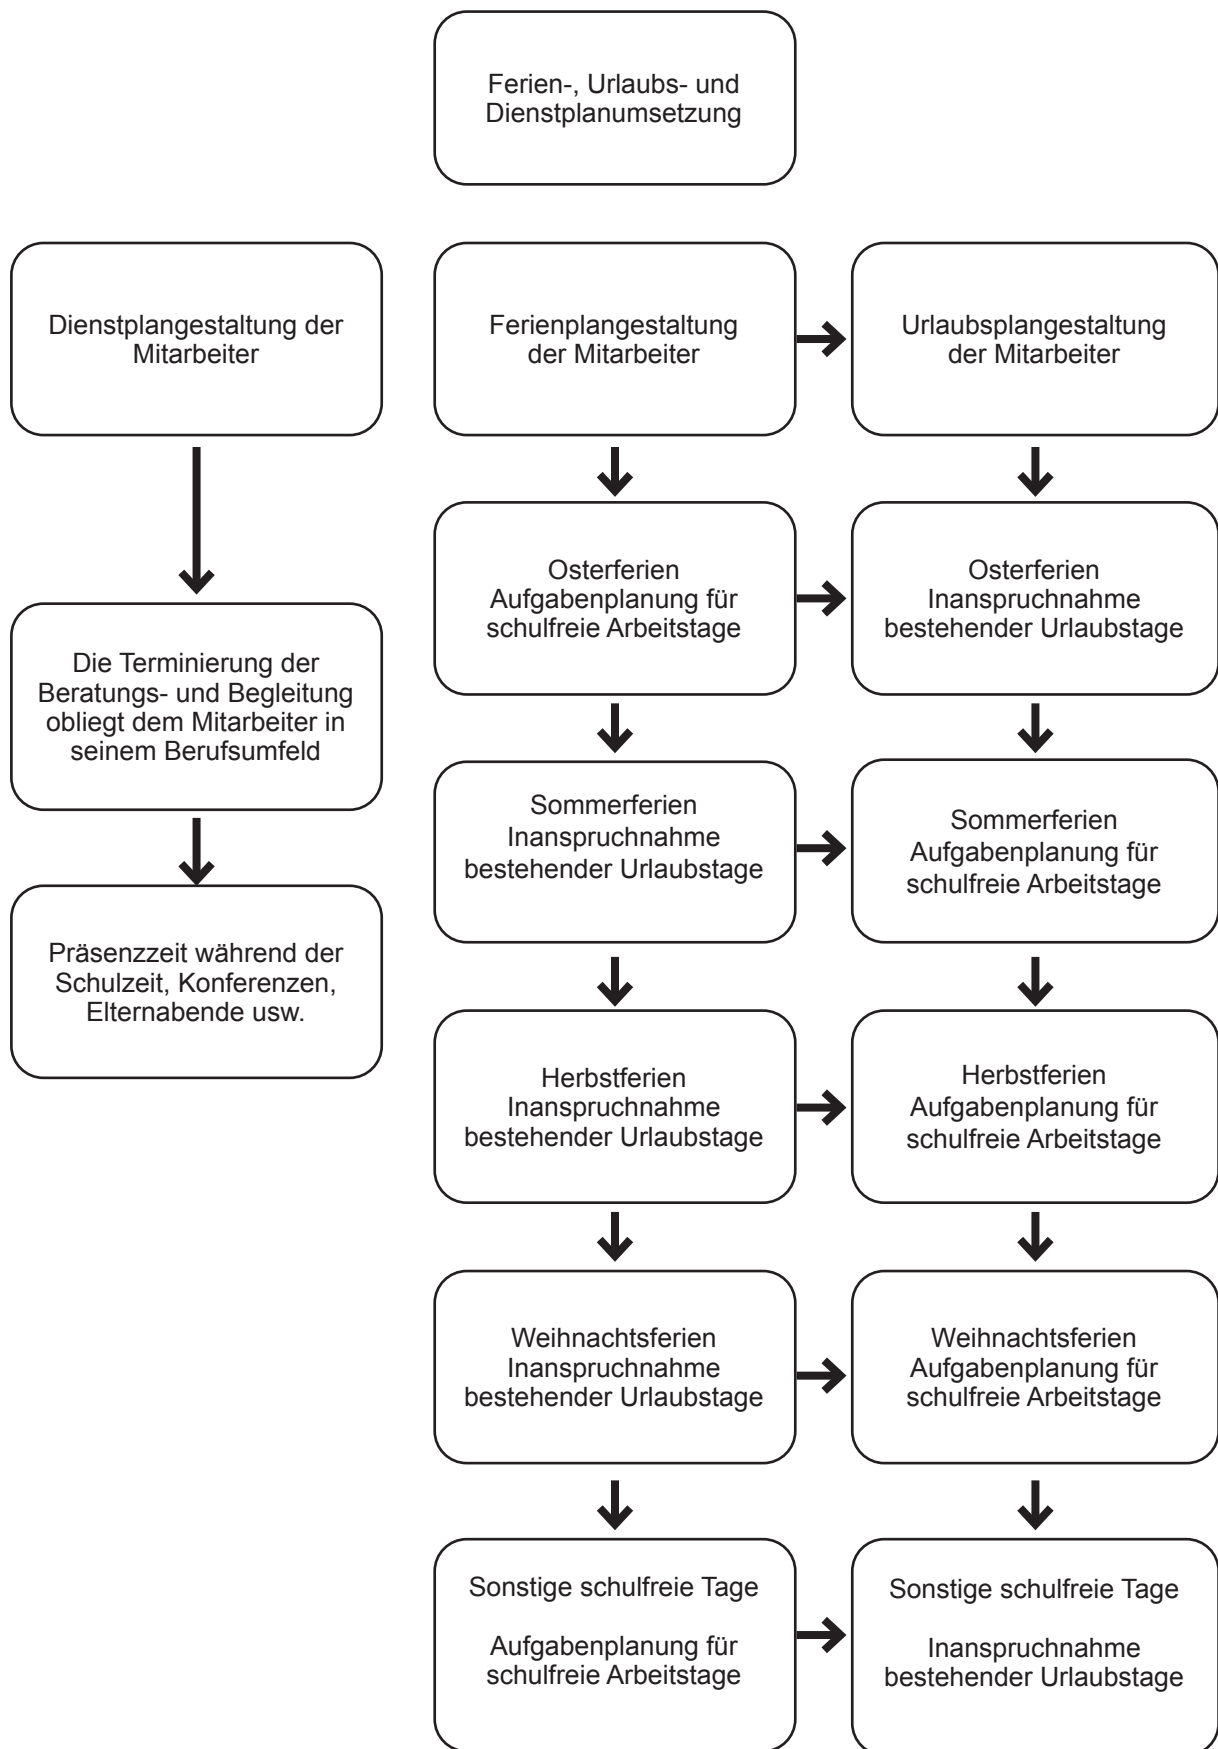 Ferien-, Urlaubs- und
Dienstplanumsetzung
Dienstplangestaltung der
Mitarbeiter
Die Terminierung der
Beratungs- und Begleitung
obliegt dem Mitarbeiter in
seinem Berufsumfeld
Präsenzzeit während der
Schulzeit, Konferenzen,
Elternabende usw.
Ferienplangestaltung
der Mitarbeiter
Urlaubsplangestaltung
der Mitarbeiter
Osterferien
Aufgabenplanung für
schulfreie Arbeitstage
Osterferien
Inanspruchnahme
bestehender Urlaubstage
Sommerferien
Inanspruchnahme
bestehender Urlaubstage
Sommerferien
Aufgabenplanung für
schulfreie Arbeitstage
Herbstferien
Inanspruchnahme
bestehender Urlaubstage
Herbstferien
Aufgabenplanung für
schulfreie Arbeitstage
Weihnachtsferien
Inanspruchnahme
bestehender Urlaubstage
Weihnachtsferien
Aufgabenplanung für
schulfreie Arbeitstage
Sonstige schulfreie Tage
Aufgabenplanung für
schulfreie Arbeitstage
Sonstige schulfreie Tage
Inanspruchnahme
bestehender Urlaubstage